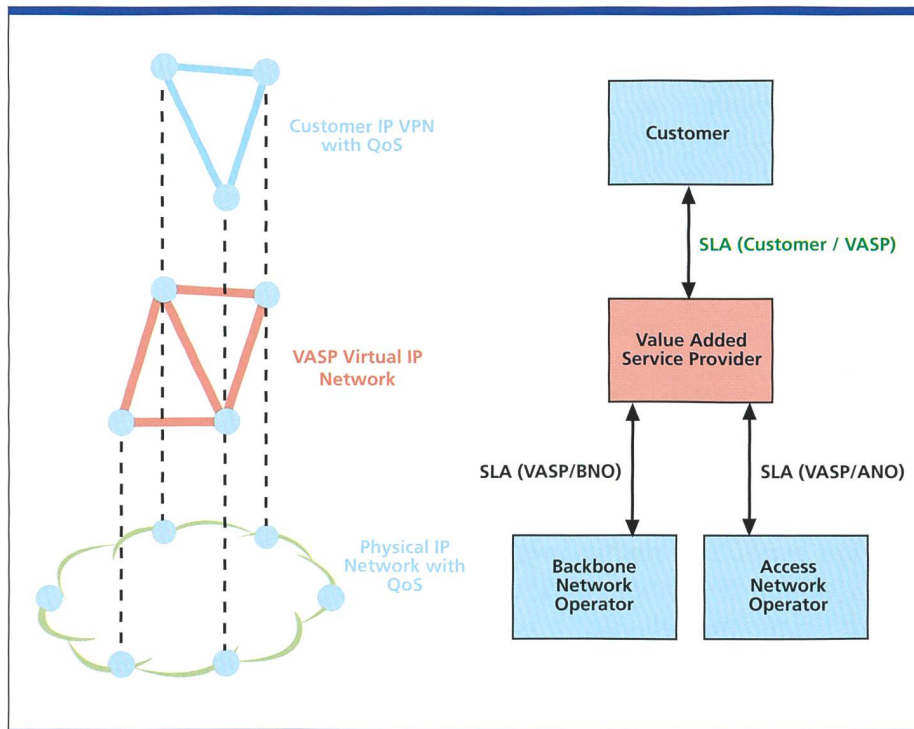 Customer IP VPN
with QoS
VASP Virtual IP
Network
Physical IP
Network with
QoS
Customer
SLA (Customer / VASP)
Value Added
Service Provider
SLA (VASP/BNO)
SLA (VASP/ANO)
Backbone
Network
Operator
Access
Network
Operator